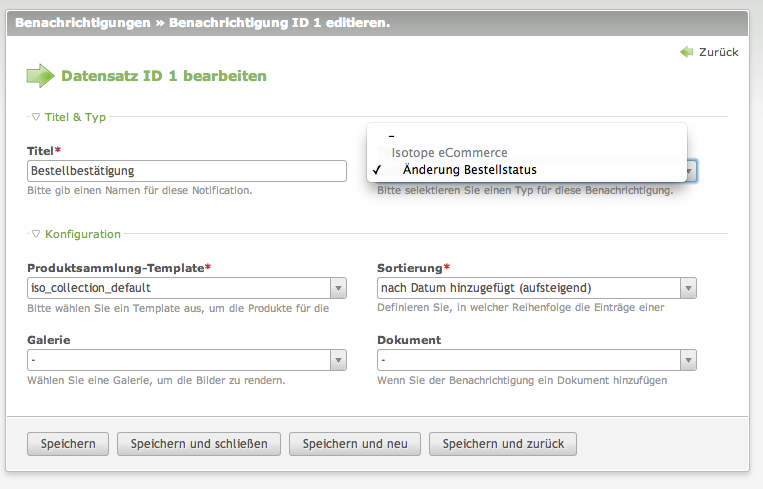 Benachrichtigungen » Benachrichtigung ID 1 editieren.
Zurück
Datensatz ID 1 bearbeiten
Titel & Typ
–
Isotope eCommerce
✓ Änderung Bestellstatus
Titel*
Bestellbestätigung
Bitte gib einen Namen für diese Notification.
Bitte selektieren Sie einen Typ für diese Benachrichtigung.
Konfiguration
Produktsammlung-Template*
Sortierung*
iso_collection_default
nach Datum hinzugefügt (aufsteigend)
Bitte wählen Sie ein Template aus, um die Produkte für die
Definieren Sie, in welcher Reihenfolge die Einträge einer
Galerie
Dokument
-
-
Wählen Sie eine Galerie, um die Bilder zu rendern.
Wenn Sie der Benachrichtigung ein Dokument hinzufügen
Speichern
Speichern und schließen
Speichern und neu
Speichern und zurück